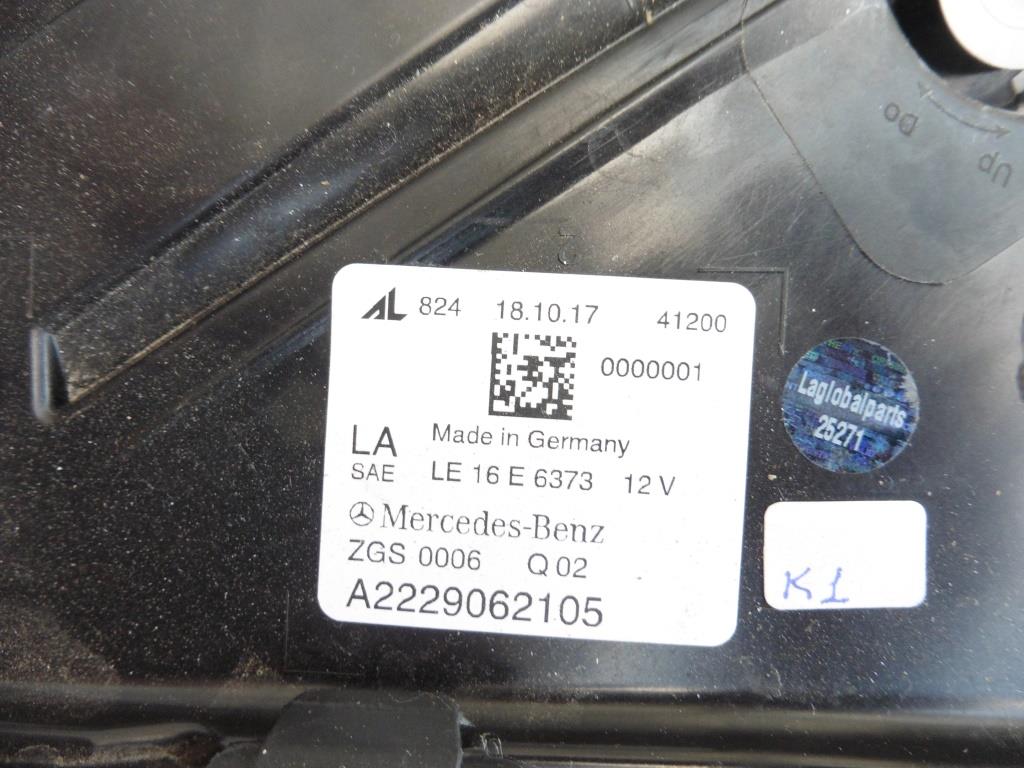 Up
Do
AL 824 18.10.17 41200
0000001
LA Made in Germany
SAE LE 16 E 6373 12 V
Mercedes-Benz
ZGS 0006 Q 02
A2229062105
Laglobalparts
25271
K1